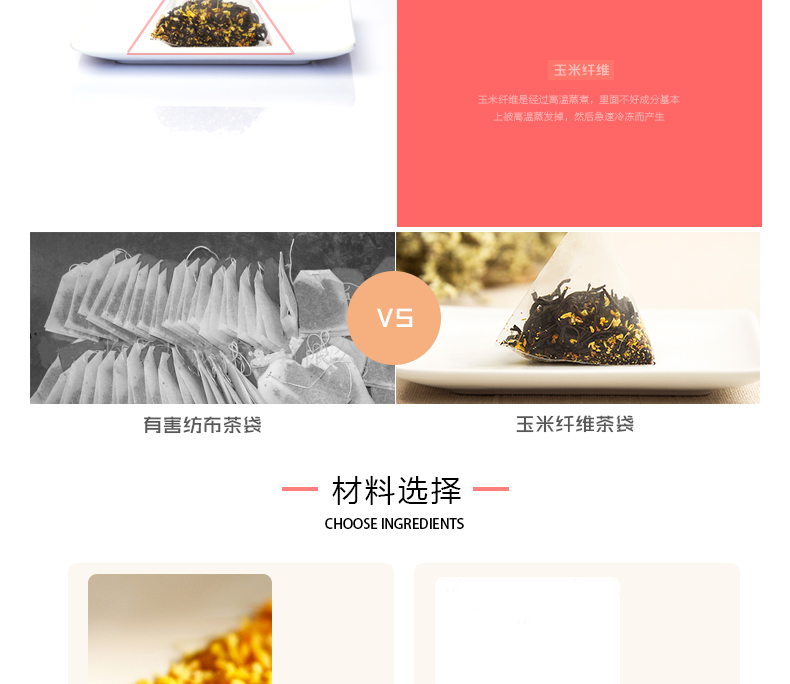 玉米纤维
玉米纤维是经过高温蒸煮，里面不好成分基本
上被高温蒸发掉，然后急速冷冻而产生
VS
有害纺布茶袋
玉米纤维茶袋
材料选择
CHOOSE INGREDIENTS